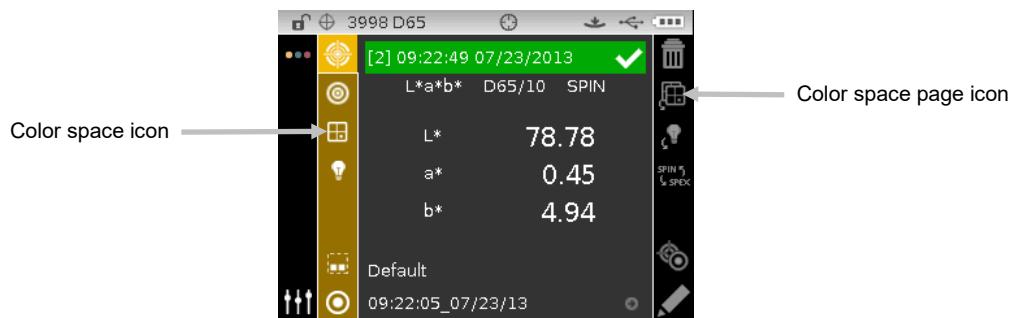 3998 D65
[2] 09:22:49 07/23/2013
L*a*b* D65/10 SPIN
Color space page icon
Color space icon
L* 78.78
a* 0.45
SPIN
SPEX
b* 4.94
Default
09:22:05_07/23/13